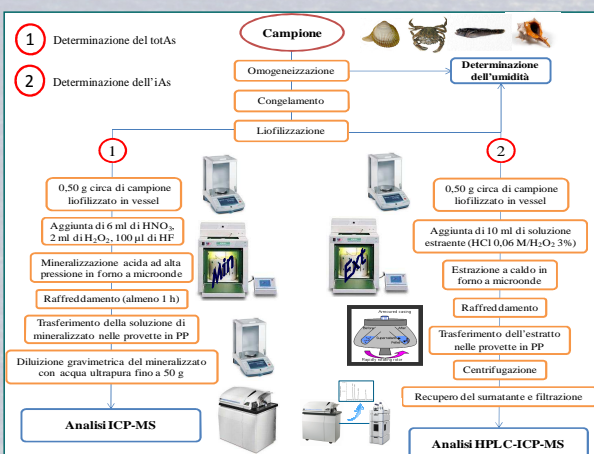 1
Determinazione del totAs
2
Determinazione dell'iAs
Campione
Omogeneizzazione
Congelamento
Liofilizzazione
Determinazione
dell'umidità
1
0,50 g circa di campione
liofilizzato in vessel
Aggiunta di 6 ml di HNO₃,
2 ml di H₂O₂, 100 µl di HF
Mineralizzazione acida ad alta
pressione in forno a microonde
Raffreddamento (almeno 1 h)
Trasferimento della soluzione di
mineralizzato nelle provette in PP
Diluizione gravimetrica del mineralizzato
con acqua ultrapura fino a 50 g
Analisi ICP-MS
Min
Ext
Armoured casing
2
0,50 g circa di campione
liofilizzato in vessel
Aggiunta di 10 ml di soluzione
estraente (HCl 0,06 M/H₂O₂ 3%)
Estrazione a caldo in
forno a microonde
Raffreddamento
Trasferimento dell'estratto
nelle provette in PP
Centrifugazione
Recupero del surnatante e filtrazione
Analisi HPLC-ICP-MS